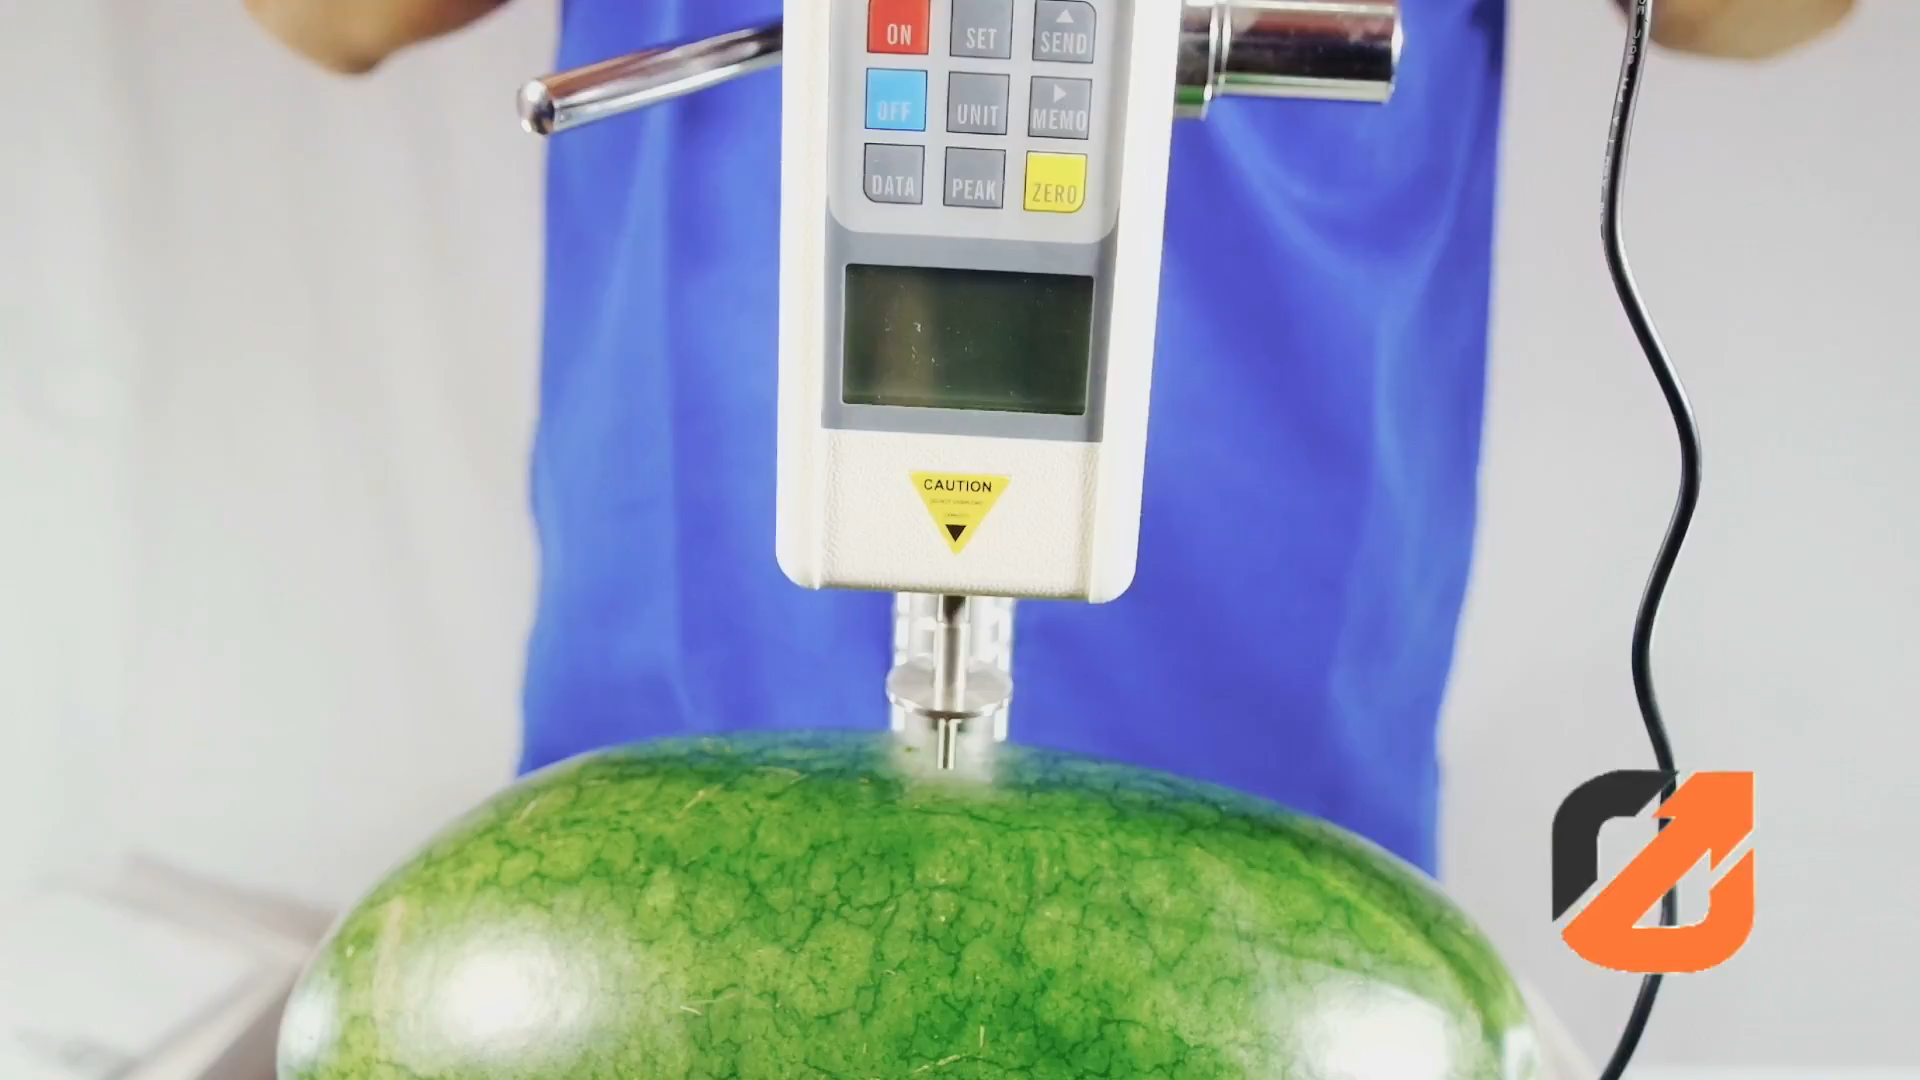 ON SET SEND
OFF UNIT MEMO
DATA PEAK ZERO
CAUTION